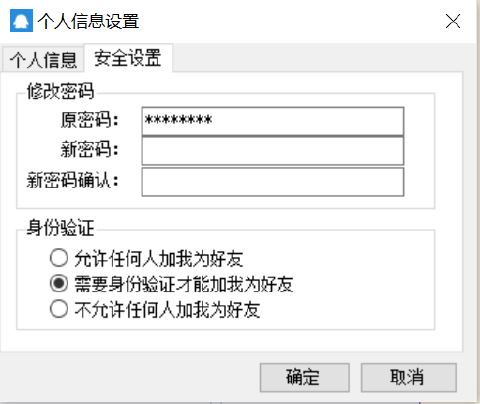 个人信息设置
个人信息 安全设置
修改密码
原密码： ********
新密码：
新密码确认：
身份验证
允许任何人加我为好友
需要身份验证才能加我为好友
不允许任何人加我为好友
确定 取消